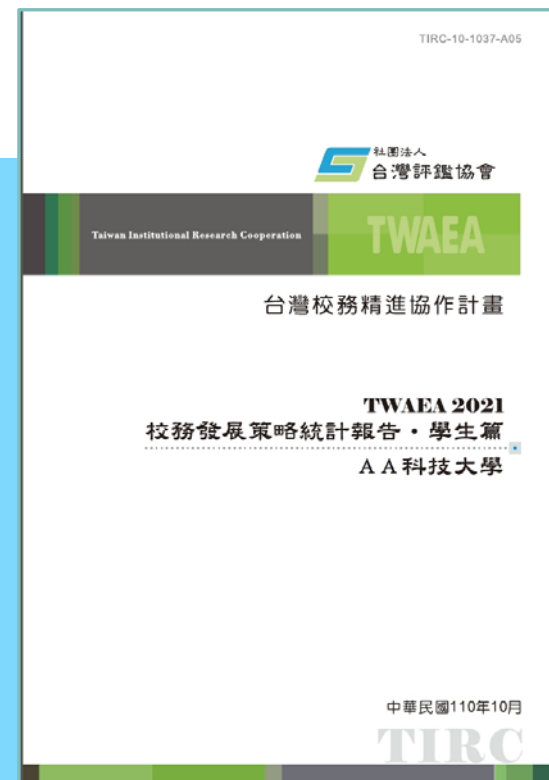 TIRC-10-1037-A05
社團法人
台灣評鑑協會
Taiwan Institutional Research Cooperation
TWAEA
台灣校務精進協作計畫
TWAEA 2021
校務發展策略統計報告・學生篇
AA科技大學
中華民國110年10月
TIRC